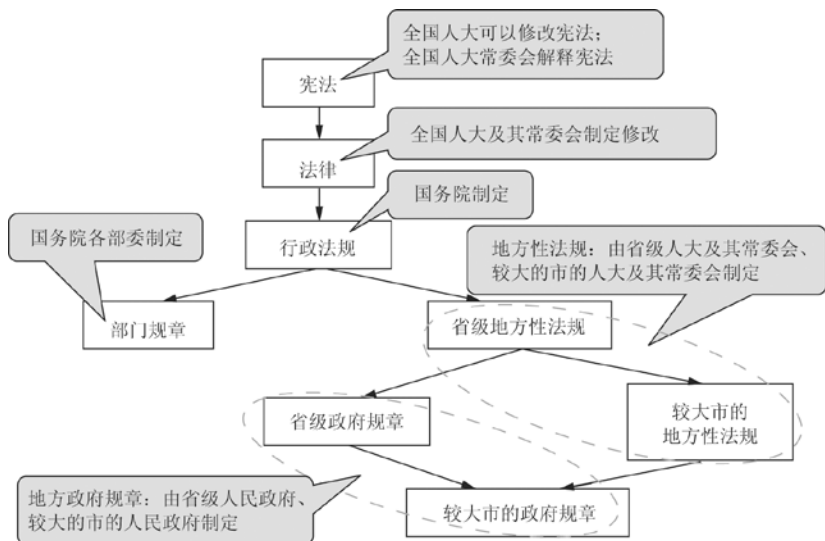 全国人大可以修改宪法；
全国人大常委会解释宪法
宪法
全国人大及其常委会制定修改
法律
国务院制定
国务院各部委制定
行政法规
地方性法规：由省级人大及其常委会、
较大的市的人大及其常委会制定
部门规章
省级地方性法规
省级政府规章
较大市的
地方性法规
地方政府规章：由省级人民政府、
较大的市的人民政府制定
较大市的政府规章